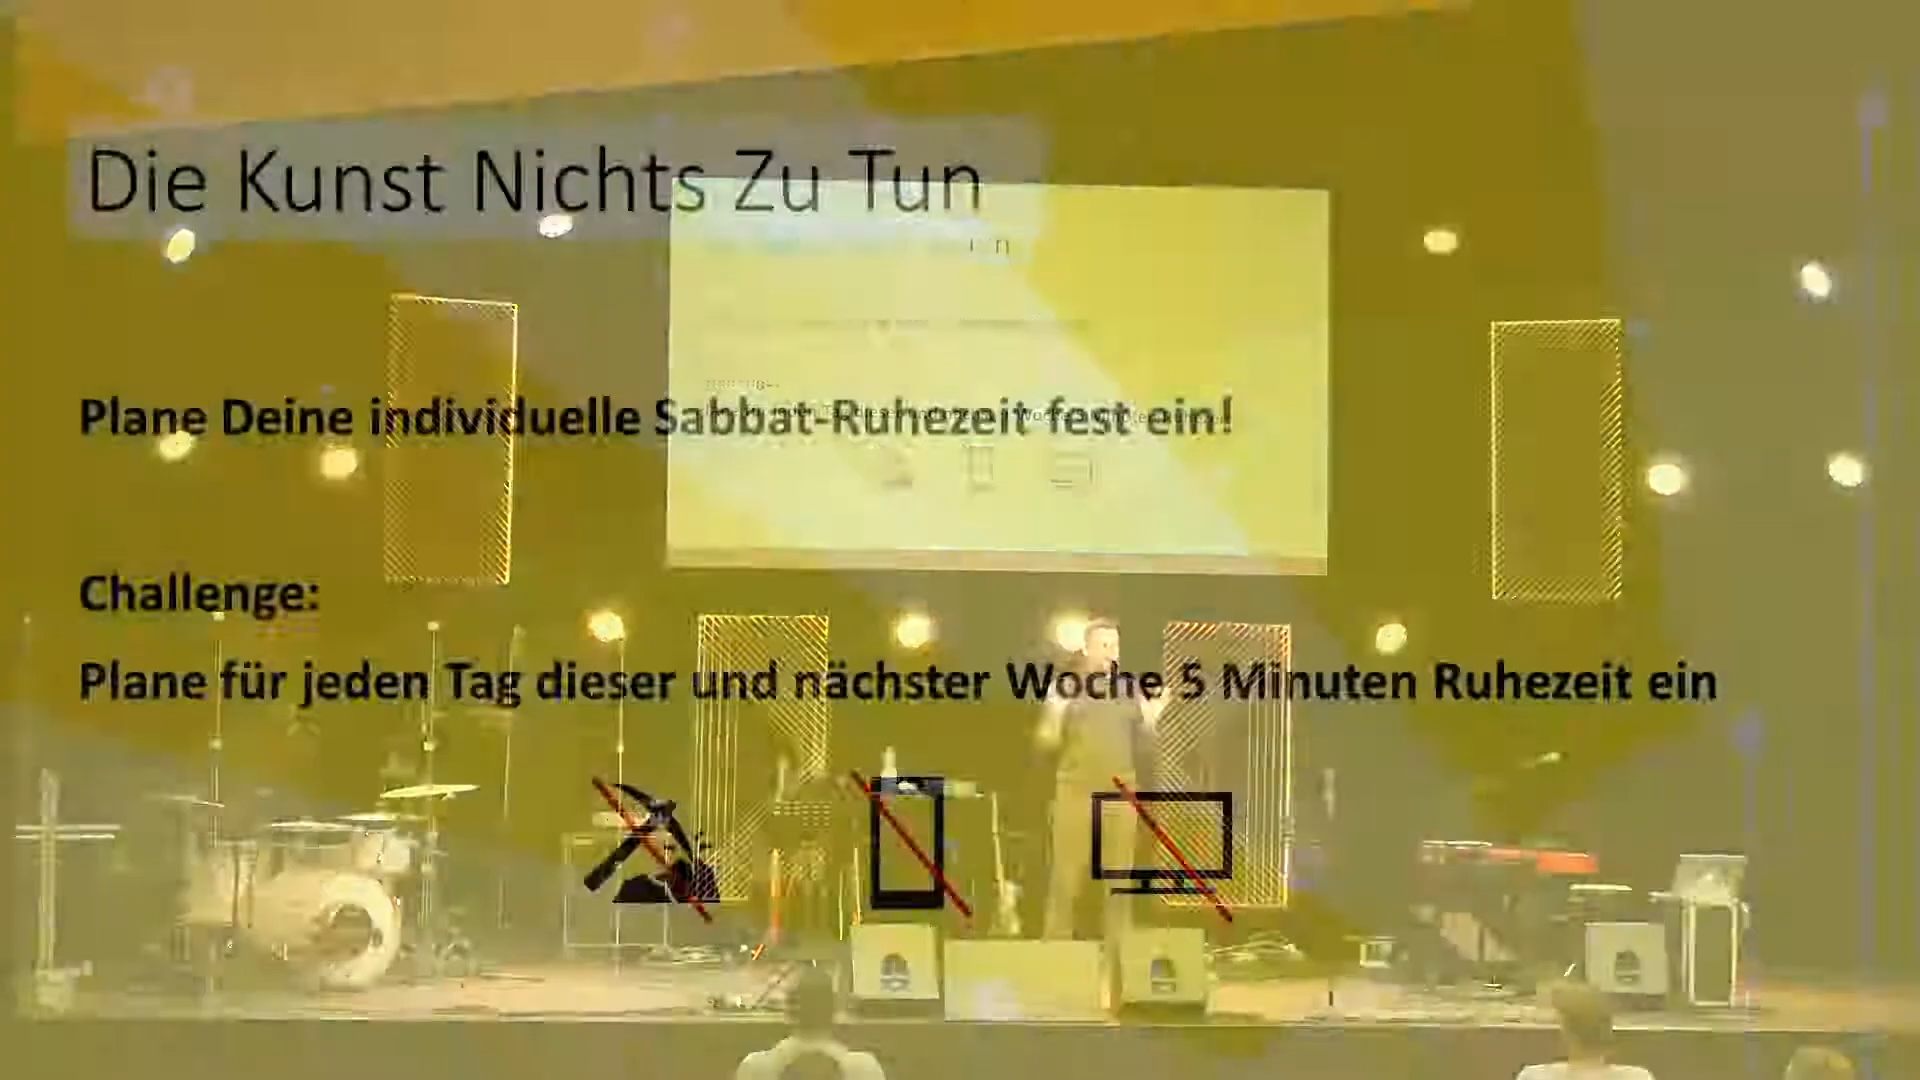 Die Kunst Nichts Zu Tun
Plane Deine individuelle Sabbat-Ruhezeit fest ein!
Challenge:
Plane für jeden Tag dieser und nächster Woche 5 Minuten Ruhezeit ein